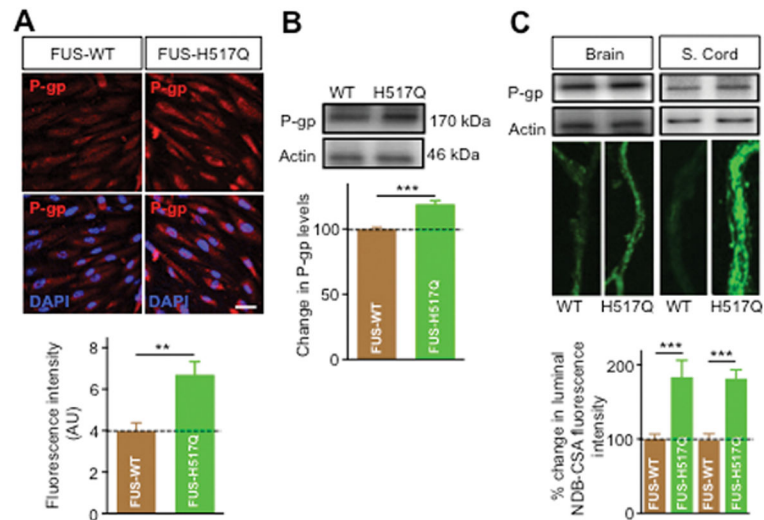 A
FUS-WT FUS-H517Q
P-gp P-gp
P-gp P-gp
DAPI DAPI
**
Fluorescence intensity
(AU)
8
6
4
2
0
FUS-WT
FUS-H517Q
B
WT H517Q
P-gp 170 kDa
Actin 46 kDa
***
Change in P-gp levels
100
50
0
FUS-WT
FUS-H517Q
C
Brain S. Cord
P-gp
Actin
WT H517Q WT H517Q
*** ***
% change in luminal
NDB-CSA fluorescence
intensity
200
100
0
FUS-WT
FUS-H517Q
FUS-WT
FUS-H517Q